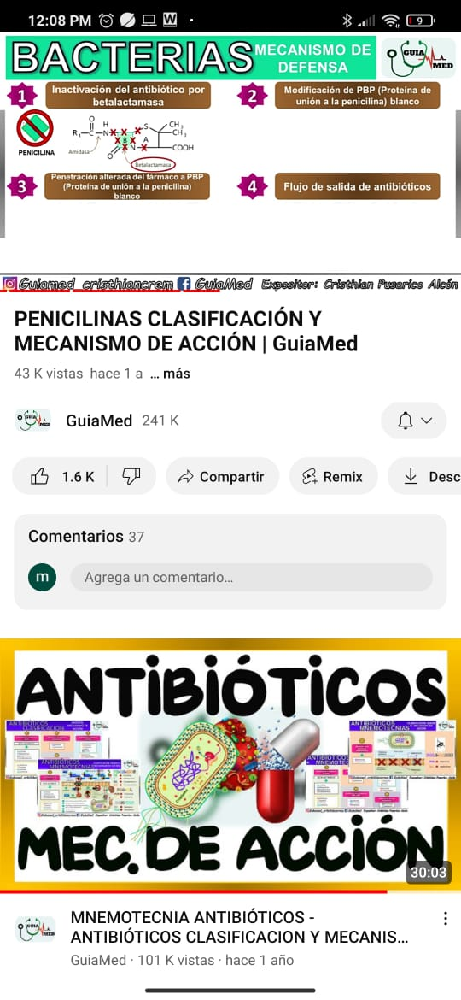 12:08 PM
W
9
BACTERIAS MECANISMO DE DEFENSA
GUIA MED
1 Inactivación del antibiótico por betalactamasa
2 Modificación de PBP (Proteína de unión a la penicilina) blanco
PENICILINA
O
H
S
CH3
CH3
R1 C N B A
N
COOH
O
Amidasa
Betalactamasa
3 Penetración alterada del fármaco a PBP (Proteína de unión a la penicilina) blanco
4 Flujo de salida de antibióticos
Guiamed_cristhiancrem GuiaMed Expositor: Cristhian Pusarico Alcón
PENICILINAS CLASIFICACIÓN Y
MECANISMO DE ACCIÓN | GuiaMed
43 K vistas hace 1 a ... más
GuiaMed 241 K
1.6 K
Compartir
Remix
Desc
Comentarios 37
m
Agrega un comentario...
ANTiBiÓTiCOS
MEC. DE ACCiÓN
30:03
MNEMOTECNIA ANTIBIÓTICOS -
ANTIBIÓTICOS CLASIFICACION Y MECANIS...
GuiaMed · 101 K vistas · hace 1 año